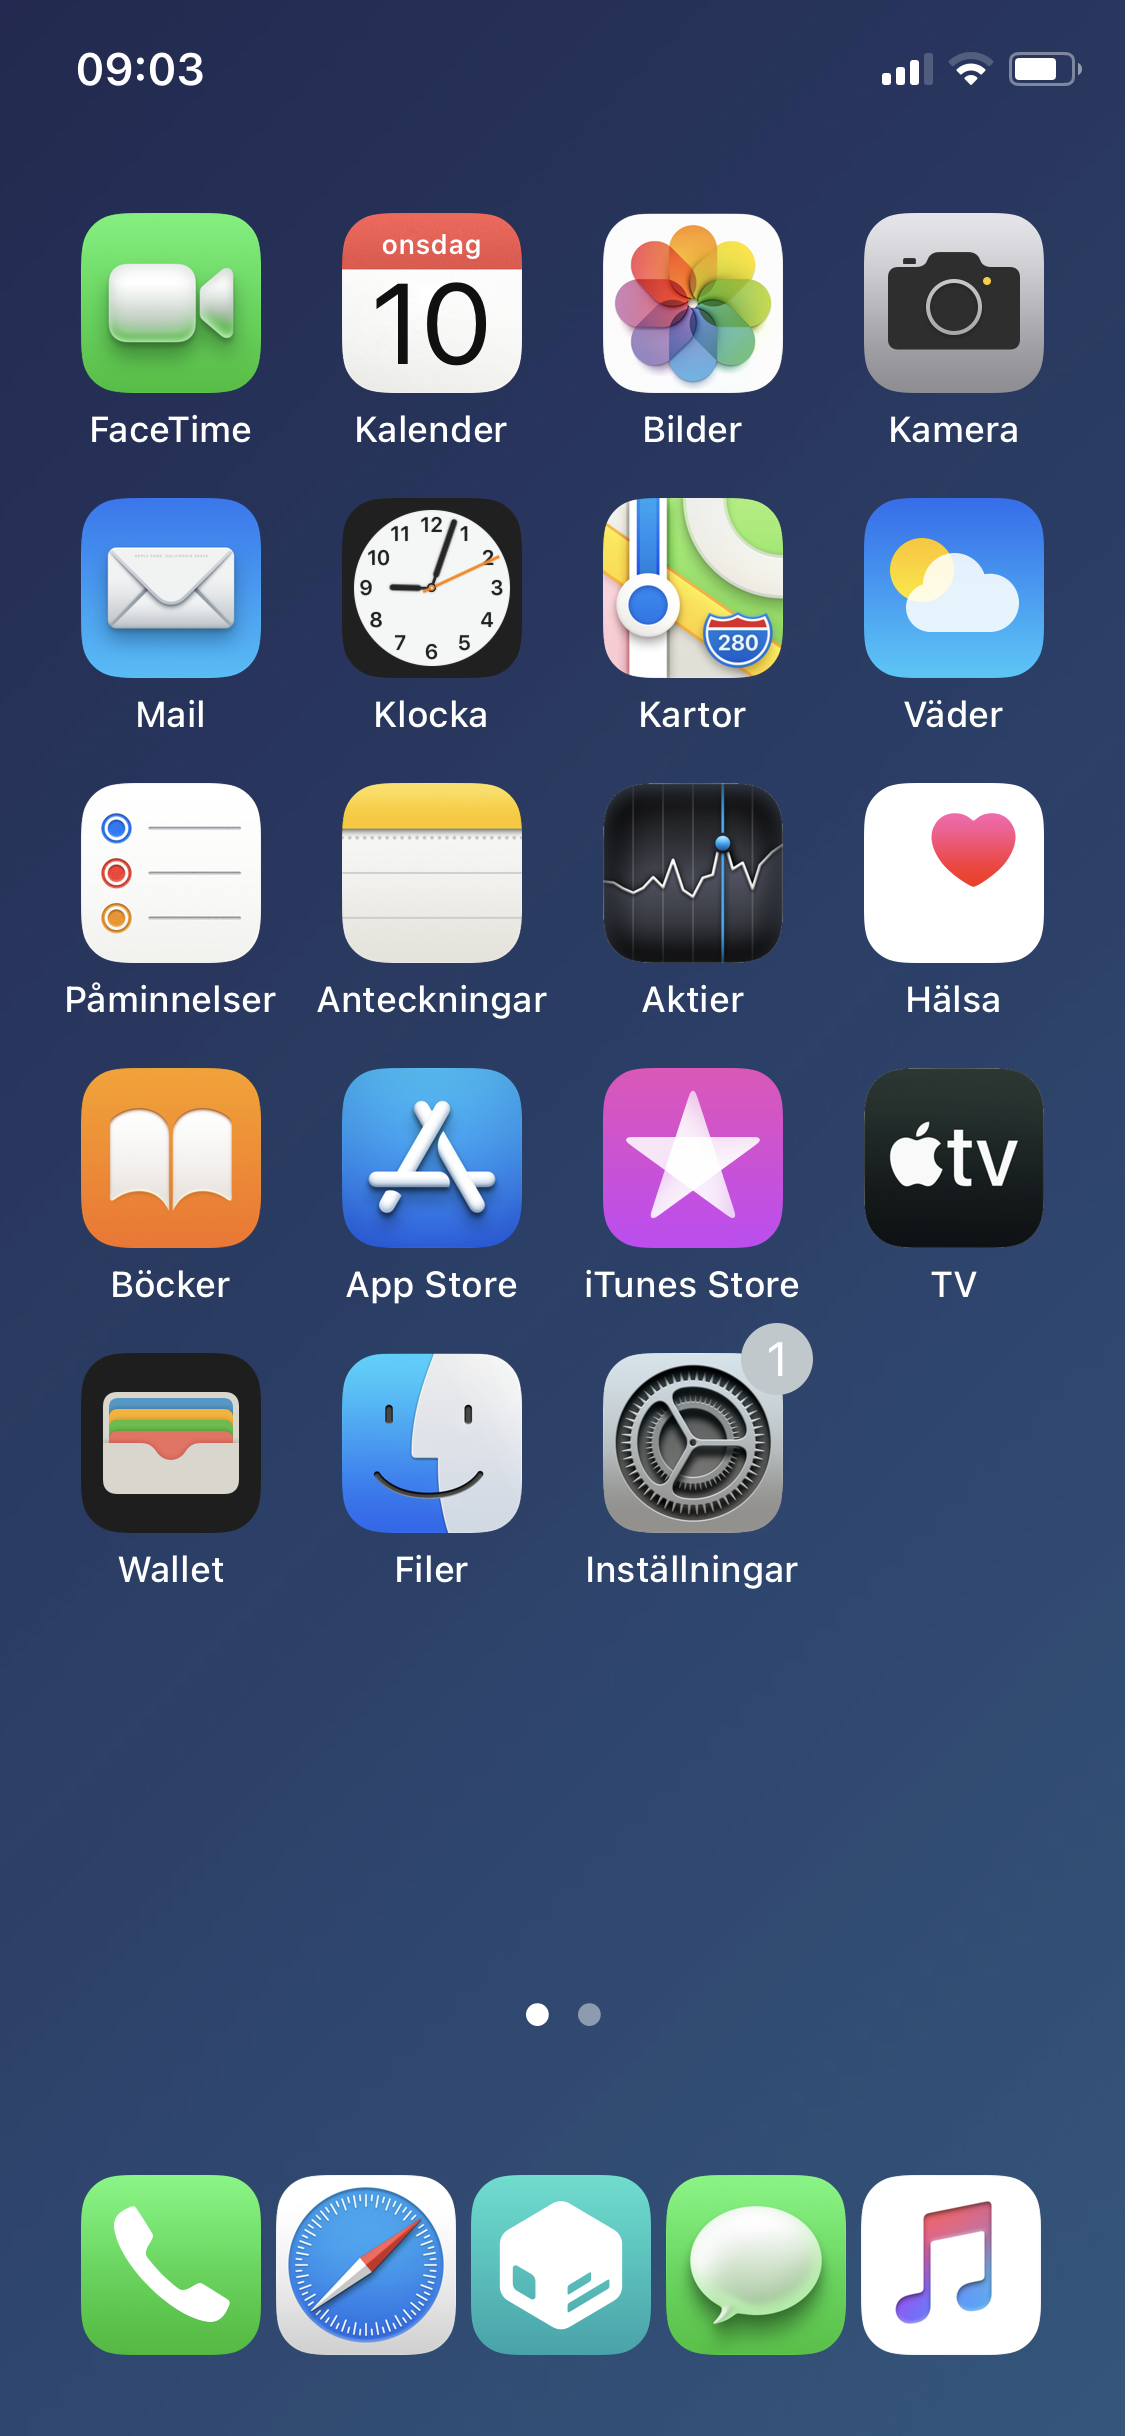 09:03
onsdag
10
FaceTime
Kalender
Bilder
Kamera
12
11
1
10
2
9
3
8
4
7
5
6
280
Mail
Klocka
Kartor
Väder
Påminnelser
Anteckningar
Aktier
Hälsa
tv
Böcker
App Store
iTunes Store
TV
1
Wallet
Filer
Inställningar